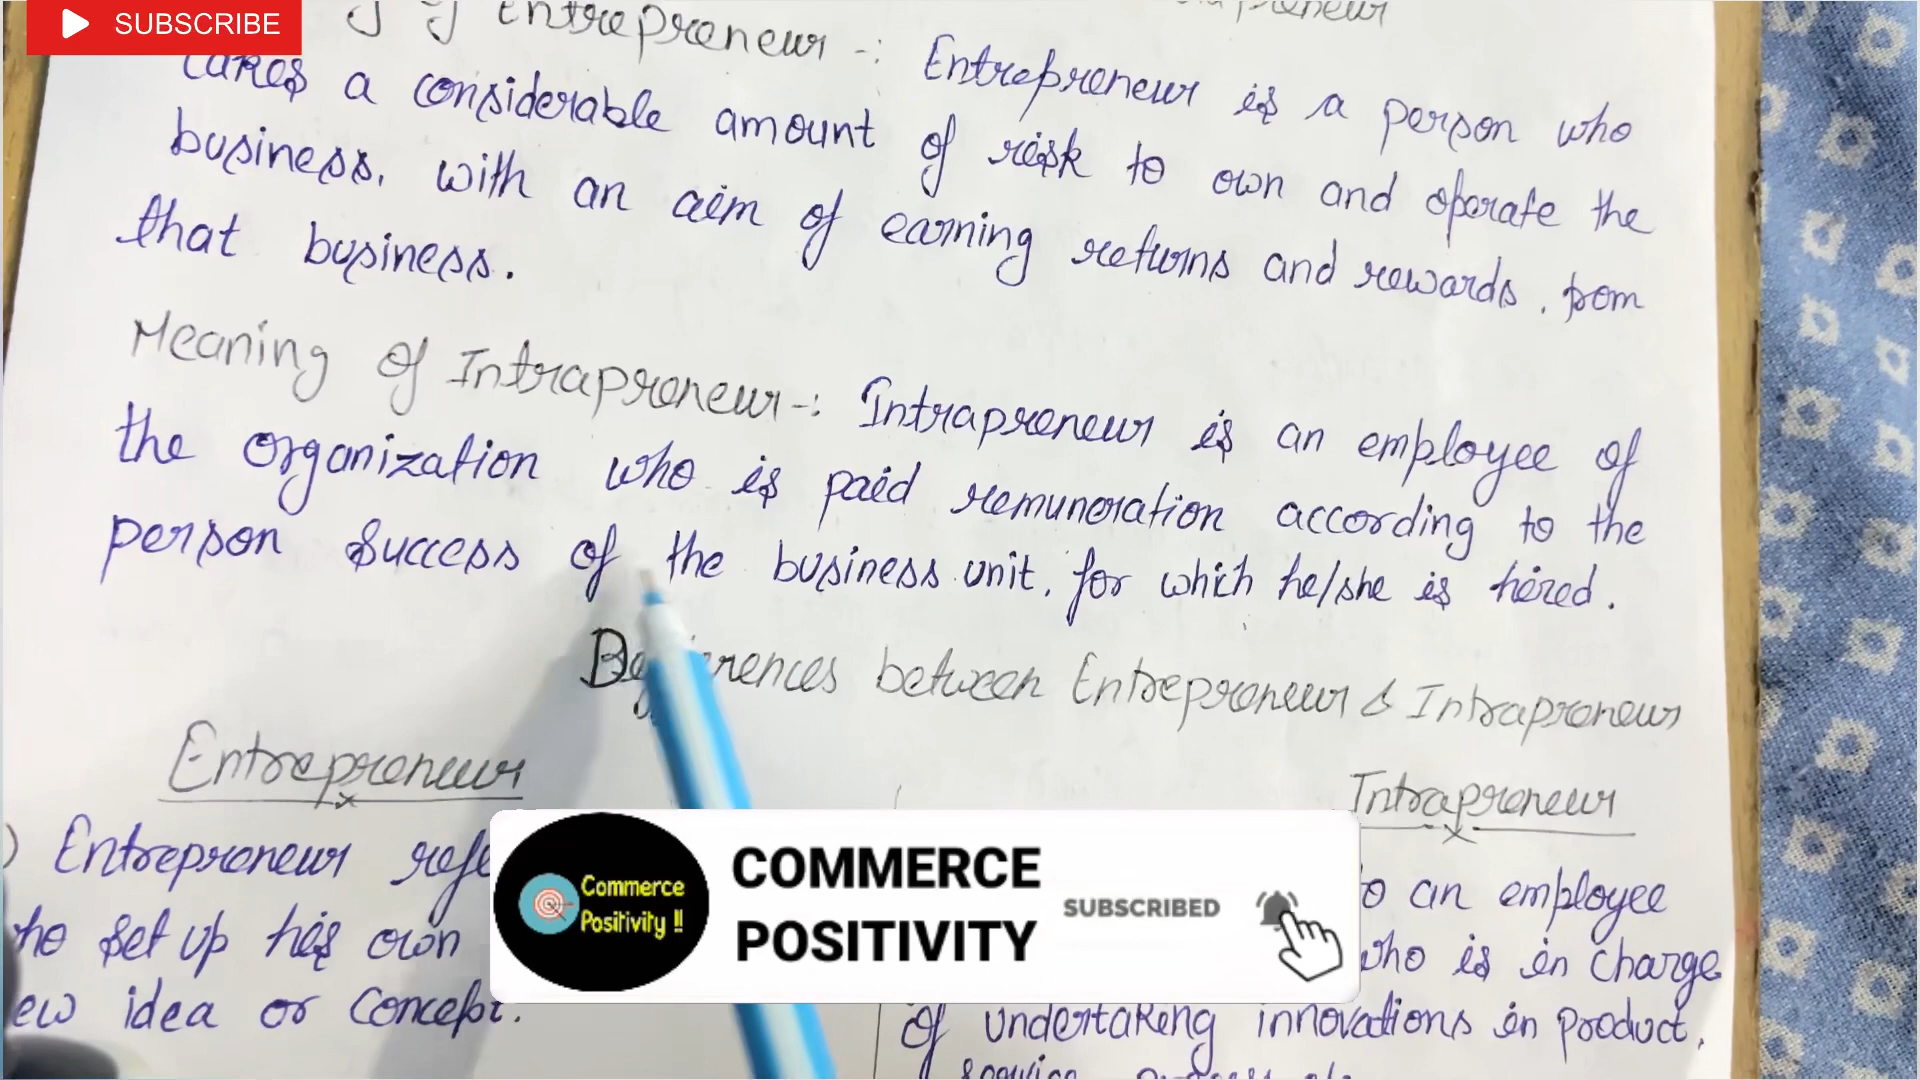 SUBSCRIBE
of Entrepreneur -: Entrepreneur is a person who
takes a considerable amount of risk to own and operate the
business, with an aim of earning returns and rewards, from
that business.
Meaning of Intrapreneur -: Intrapreneur is an employee of
the organization who is paid remuneration according to the
person success of the business unit, for which he/she is hired.
between Entrepreneur & Intrapreneur
Entrepreneur
Intrapreneur
Entrepreneur
set up his own
idea or concept.
an employee
who is in charge
of undertaking innovations in product,
Commerce
Positivity !!
COMMERCE
POSITIVITY
SUBSCRIBED